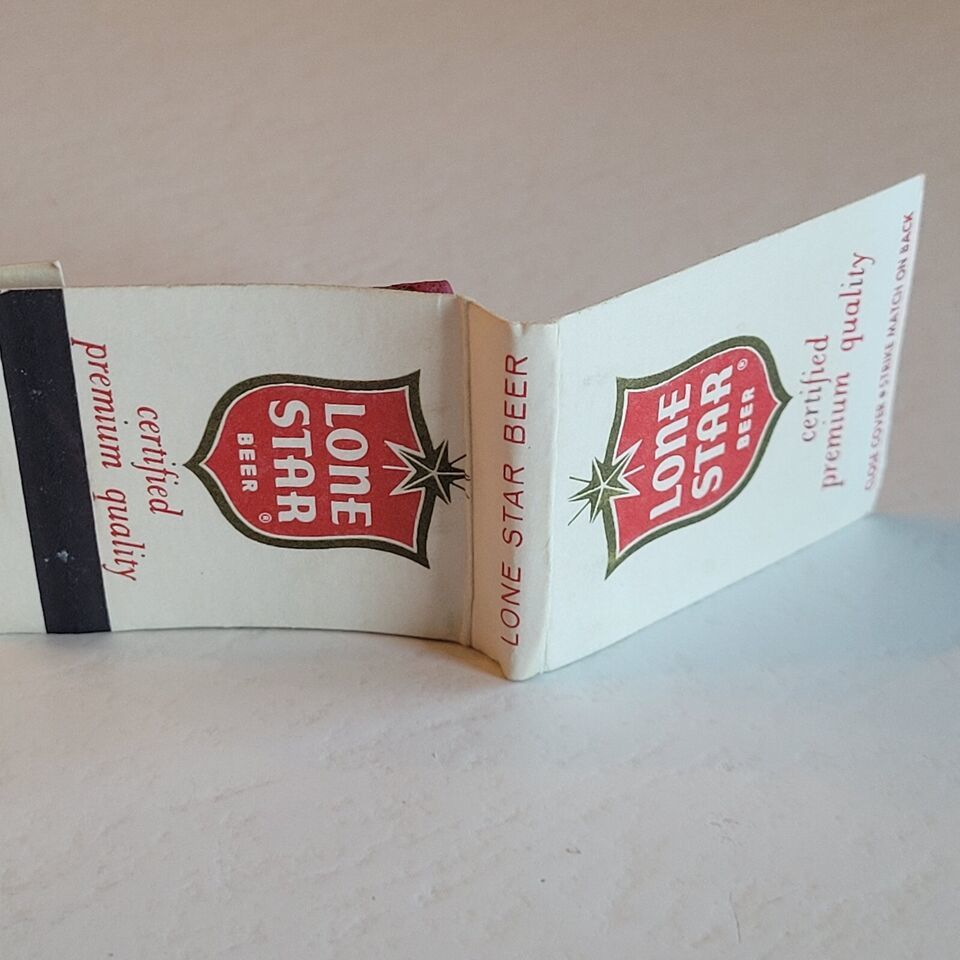 LONE
STAR
BEER
®
certified
premium quality
LONE STAR BEER
LONE
STAR
®
BEER
certified
premium quality
CLOSE COVER • STRIKE MATCH ON BACK